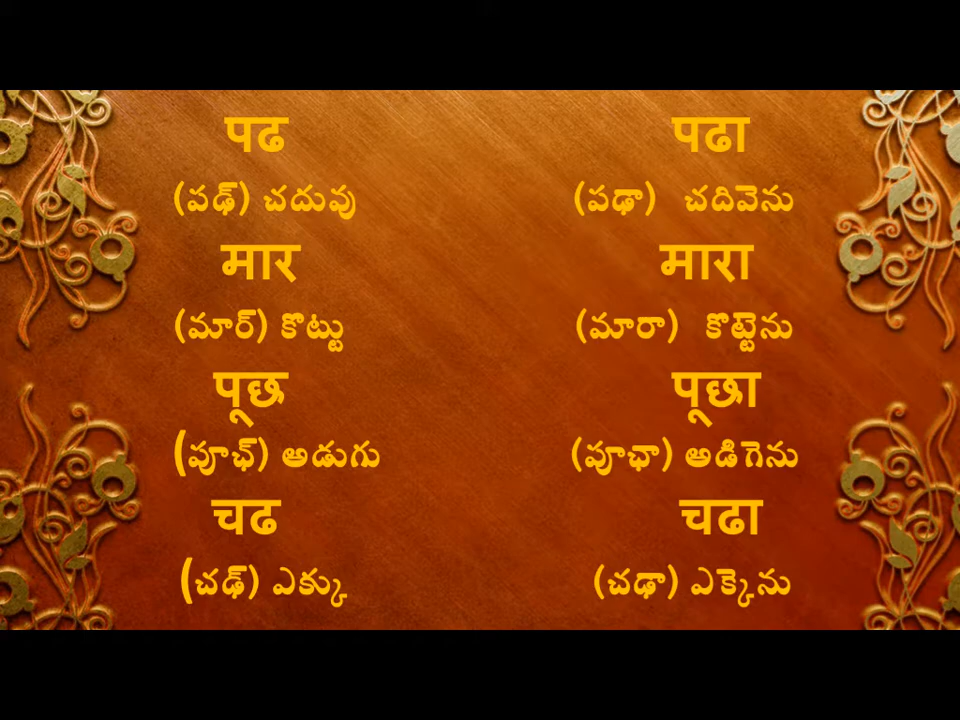 पढ पढा
(పఢ్) చదువు (పఢా) చదివెను
मार मारा
(మార్) కొట్టు (మారా) కొట్టెను
पूछ पूछा
(పూఛ్) అడుగు (పూఛా) అడిగెను
चढ चढा
(చఢ్) ఎక్కు (చఢా) ఎక్కెను